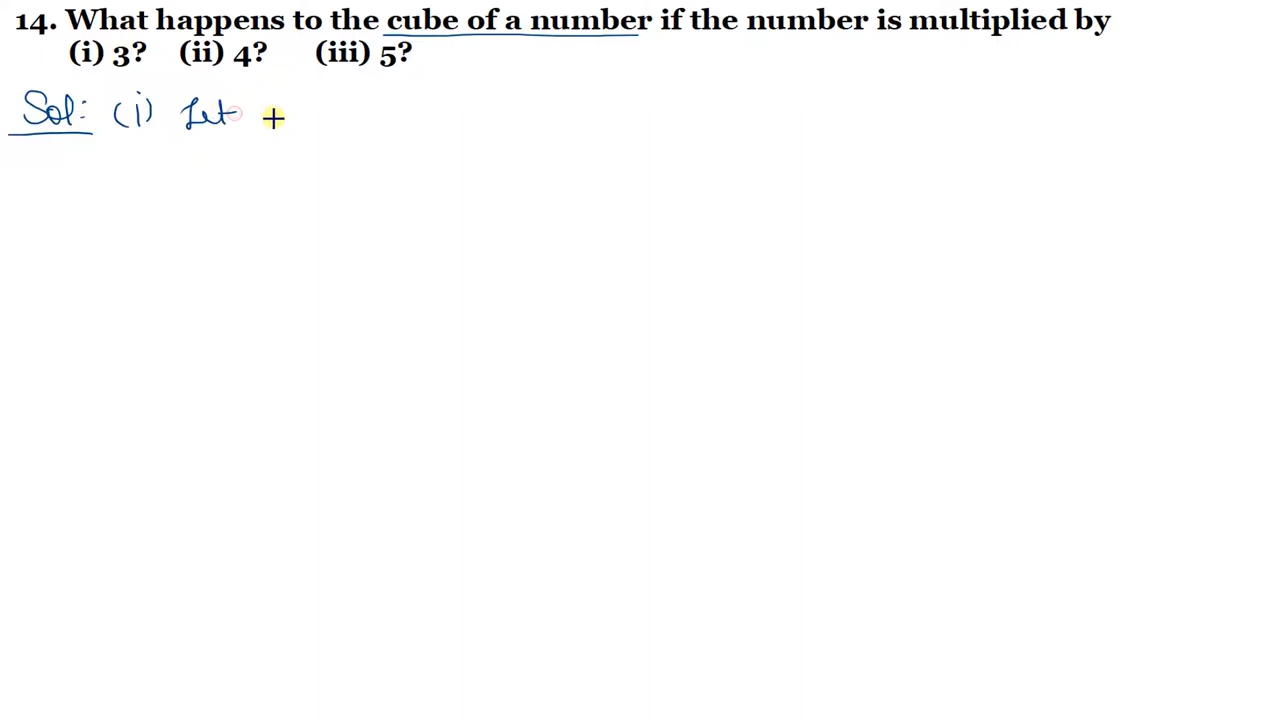 14. What happens to the cube of a number if the number is multiplied by
(i) 3? (ii) 4? (iii) 5?
Sol: (i) Let